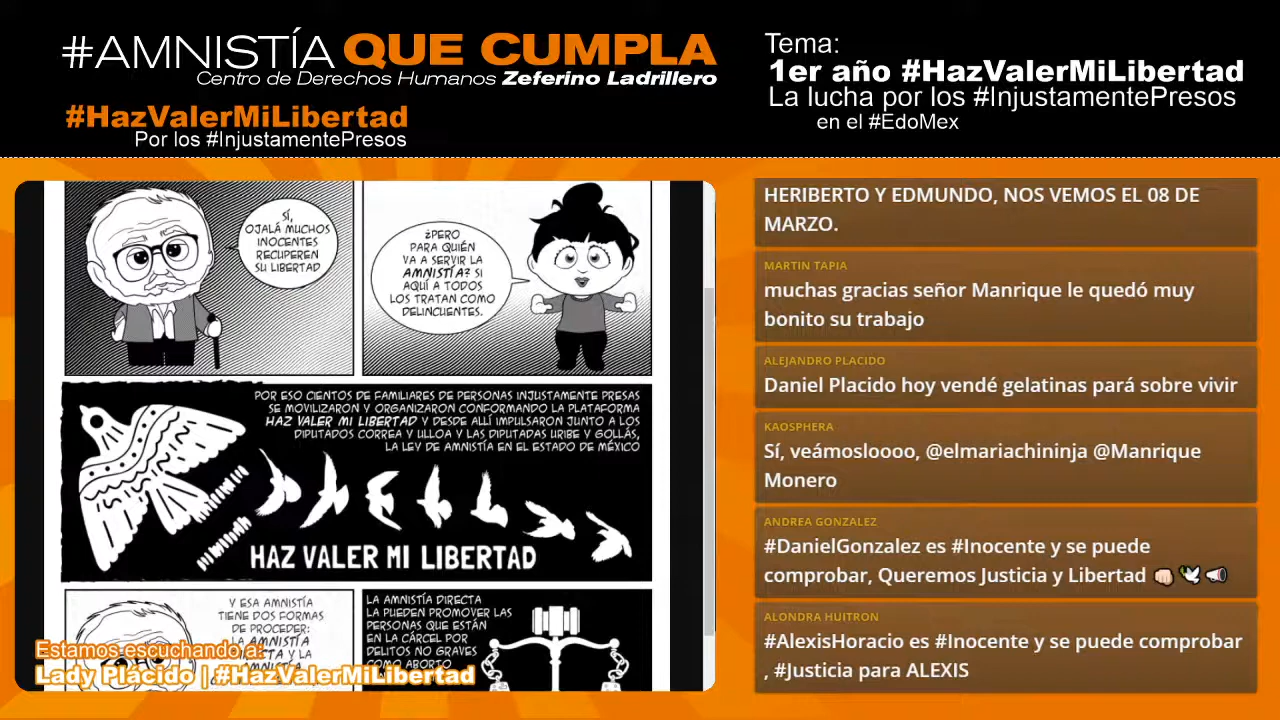 #AMNISTÍA QUE CUMPLA
Centro de Derechos Humanos Zeferino Ladrillero
#HazValerMiLibertad
Por los #InjustamentePresos
Tema:
1er año #HazValerMiLibertad
La lucha por los #InjustamentePresos
en el #EdoMex
SÍ,
OJALÁ MUCHOS
INOCENTES
RECUPEREN
SU LIBERTAD
¿PERO
PARA QUIÉN
VA A SERVIR LA
AMNISTÍA? SI
AQUÍ A TODOS
LOS TRATAN COMO
DELINCUENTES.
POR ESO CIENTOS DE FAMILIARES DE PERSONAS INJUSTAMENTE PRESAS
SE MOVILIZARON Y ORGANIZARON CONFORMANDO LA PLATAFORMA
HAZ VALER MI LIBERTAD Y DESDE ALLÍ IMPULSARON JUNTO A LOS
DIPUTADOS CORREA Y ULLOA Y LAS DIPUTADAS URIBE Y GOLLÁS,
LA LEY DE AMNISTÍA EN EL ESTADO DE MÉXICO
HAZ VALER MI LIBERTAD
Y ESA AMNISTÍA
TIENE DOS FORMAS
DE PROCEDER:
LA AMNISTÍA
Y LA
LA AMNISTÍA DIRECTA
LA PUEDEN PROMOVER LAS
PERSONAS QUE ESTÁN
EN LA CÁRCEL POR
DELITOS NO GRAVES
COMO ABORTO
Estamos escuchando a:
Lady Plácido | #HazValerMiLibertad
HERIBERTO Y EDMUNDO, NOS VEMOS EL 08 DE
MARZO.
MARTIN TAPIA
muchas gracias señor Manrique le quedó muy
bonito su trabajo
ALEJANDRO PLACIDO
Daniel Placido hoy vendé gelatinas pará sobre vivir
KAOSPHERA
Sí, veámosloooo, @elmariachininja @Manrique
Monero
ANDREA GONZALEZ
#DanielGonzalez es #Inocente y se puede
comprobar, Queremos Justicia y Libertad 👊🏻🕊📢
ALONDRA HUITRON
#AlexisHoracio es #Inocente y se puede comprobar
, #Justicia para ALEXIS